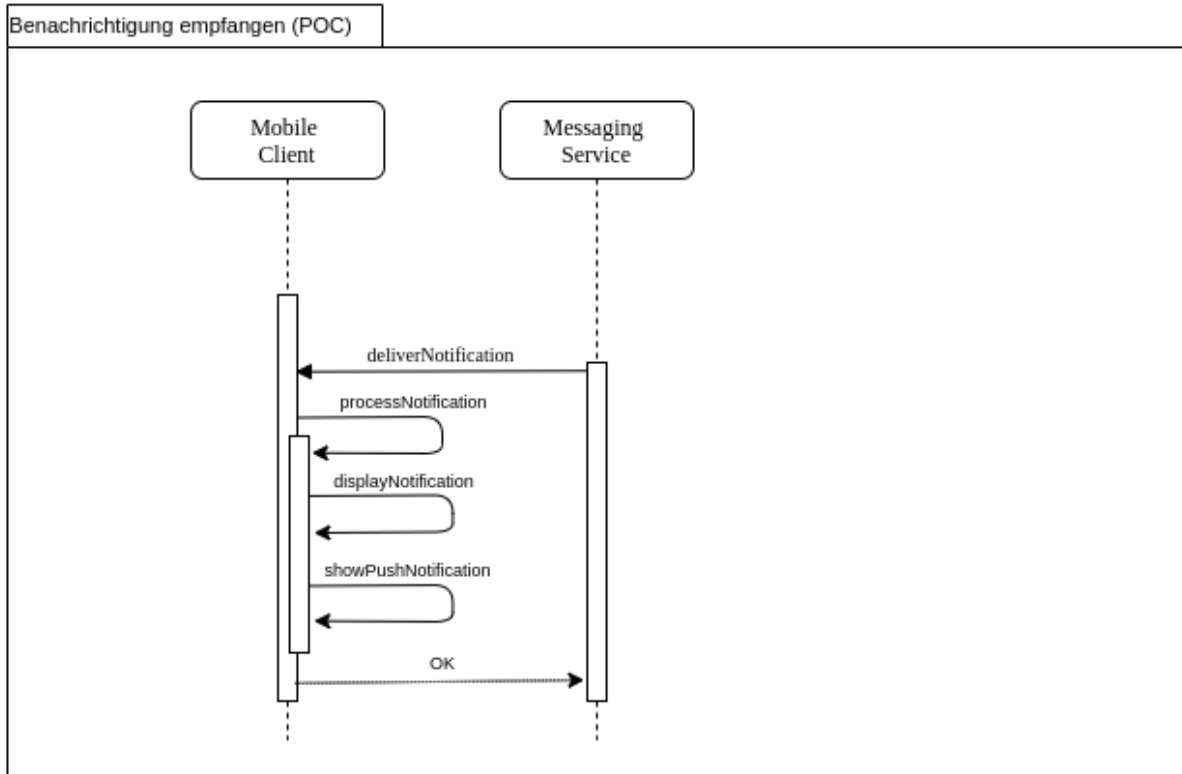 Benachrichtigung empfangen (POC)
Mobile
Client
Messaging
Service
deliverNotification
processNotification
displayNotification
showPushNotification
OK